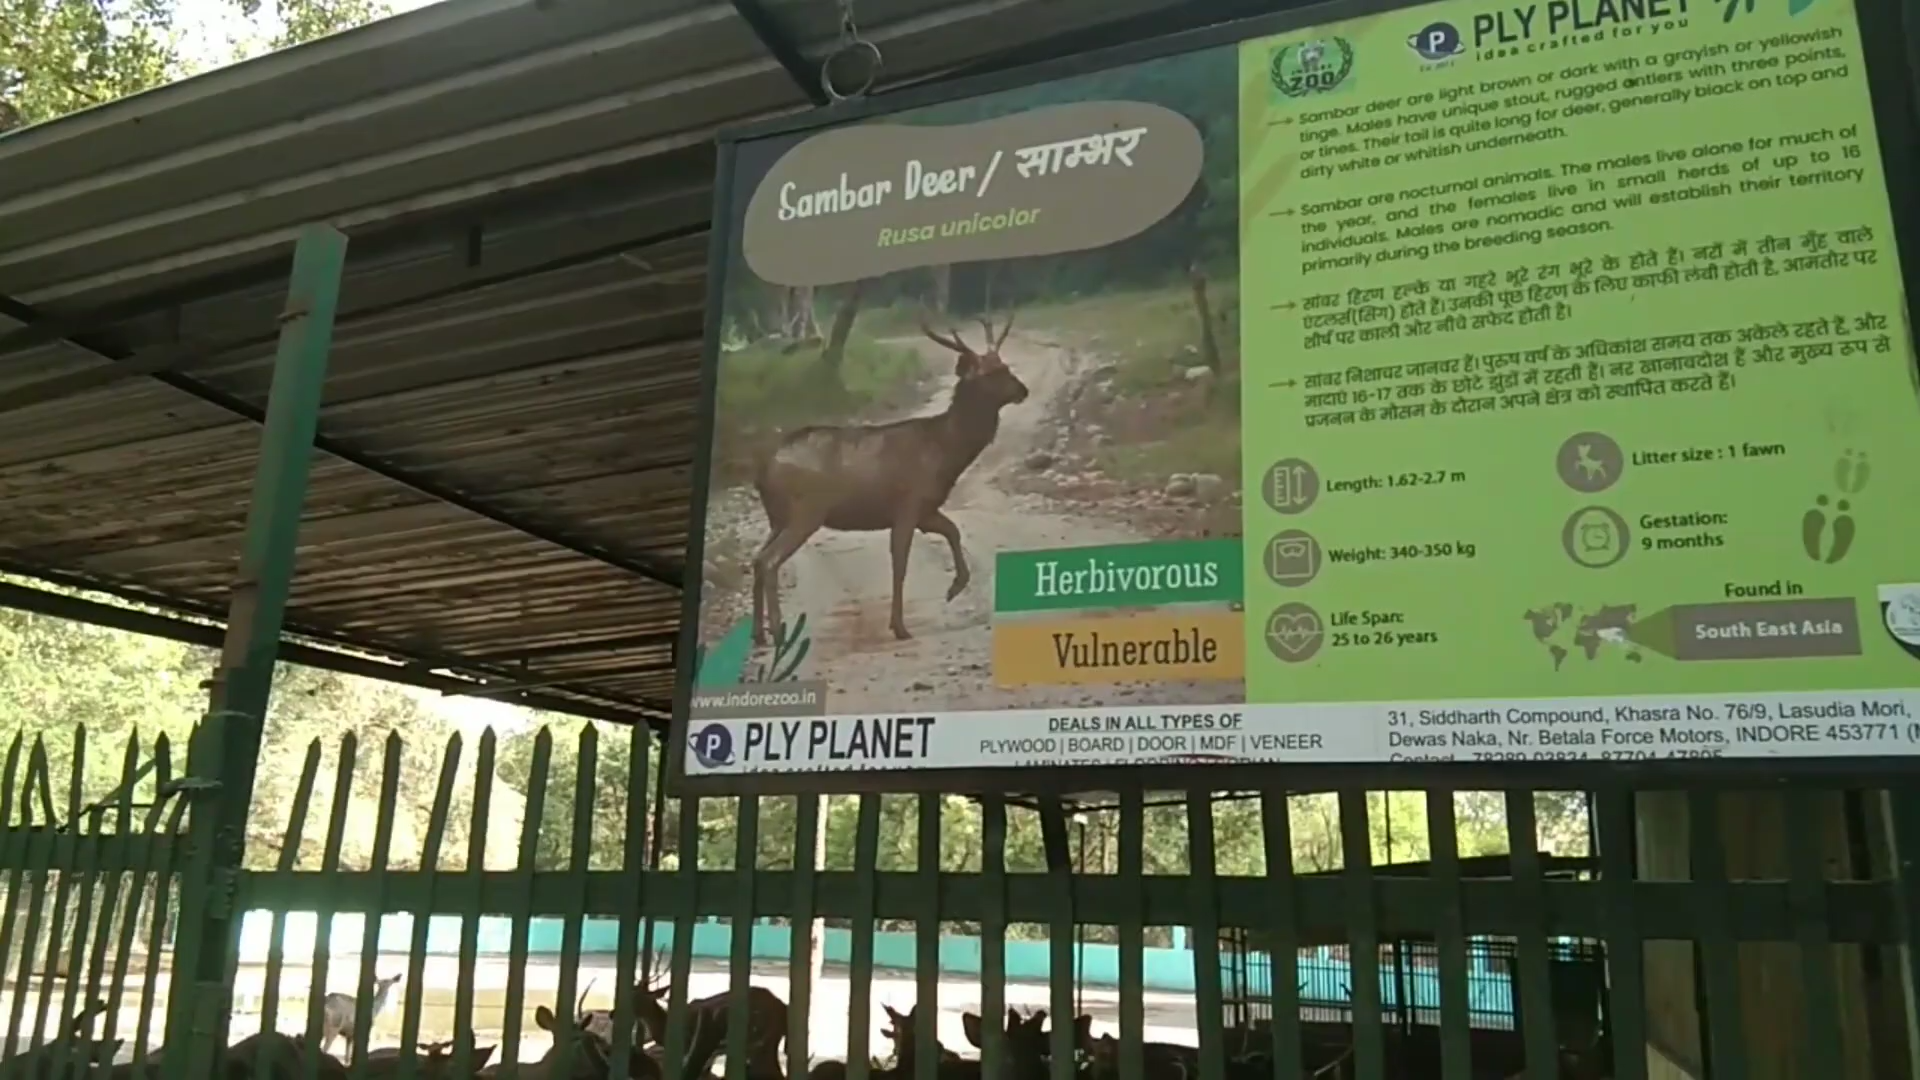 Sambar Deer / साम्भर
Rusa unicolor
Herbivorous
Vulnerable
www.indorezoo.in
ZOO
P PLY PLANET
idea crafted for you
→ Sambar deer are light brown or dark with a grayish or yellowish
tinge. Males have unique stout, rugged antlers with three points,
or tines. Their tail is quite long for deer, generally black on top and
dirty white or whitish underneath.
→ Sambar are nocturnal animals. The males live alone for much of
the year, and the females live in small herds of up to 16
individuals. Males are nomadic and will establish their territory
primarily during the breeding season.
→ सांवर हिरण हल्के या गहरे भूरे रंग भूरे के होते हैं। नरों में तीन मुँह वाले
एंटलर्स(सिंग) होते है। उनकी पूंछ हिरण के लिए काफी लंवी होती है, आमतौर पर
शीर्ष पर काली और नीचे सफेद होती है।
→ सांवर निशाचर जानवर हैं। पुरुष वर्ष के अधिकांश समय तक अकेले रहते हैं, और
मादाएं 16-17 तक के छोटे झुंडों में रहती हैं। नर खानाबदोश हैं और मुख्य रूप से
प्रजनन के मौसम के दौरान अपने क्षेत्र को स्थापित करते हैं।
Length: 1.62-2.7 m
Litter size : 1 fawn
Weight: 340-350 kg
Gestation:
9 months
Life Span:
25 to 26 years
Found in
South East Asia
P PLY PLANET
DEALS IN ALL TYPES OF
PLYWOOD | BOARD | DOOR | MDF | VENEER
31, Siddharth Compound, Khasra No. 76/9, Lasudia Mori,
Dewas Naka, Nr. Betala Force Motors, INDORE 453771 (